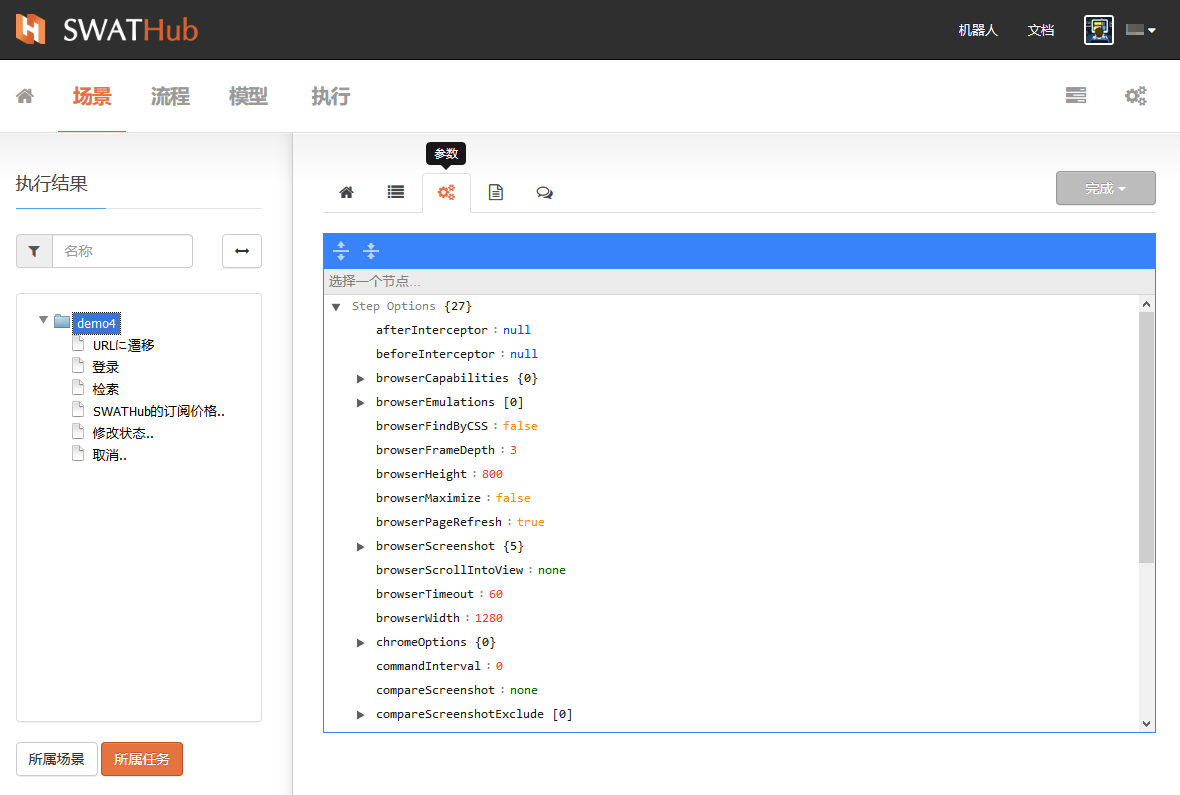 SWATHub
机器人 文档
场景 流程 模型 执行
参数
执行结果
完成
名称
选择一个节点...
demo4
URLに遷移
登录
检索
SWATHub的订阅价格..
修改状态..
取消..
Step Options {27}
afterInterceptor : null
beforeInterceptor : null
browserCapabilities {0}
browserEmulations [0]
browserFindByCSS : false
browserFrameDepth : 3
browserHeight : 800
browserMaximize : false
browserPageRefresh : true
browserScreenshot {5}
browserScrollIntoView : none
browserTimeout : 60
browserWidth : 1280
chromeOptions {0}
commandInterval : 0
compareScreenshot : none
compareScreenshotExclude [0]
所属场景 所属任务